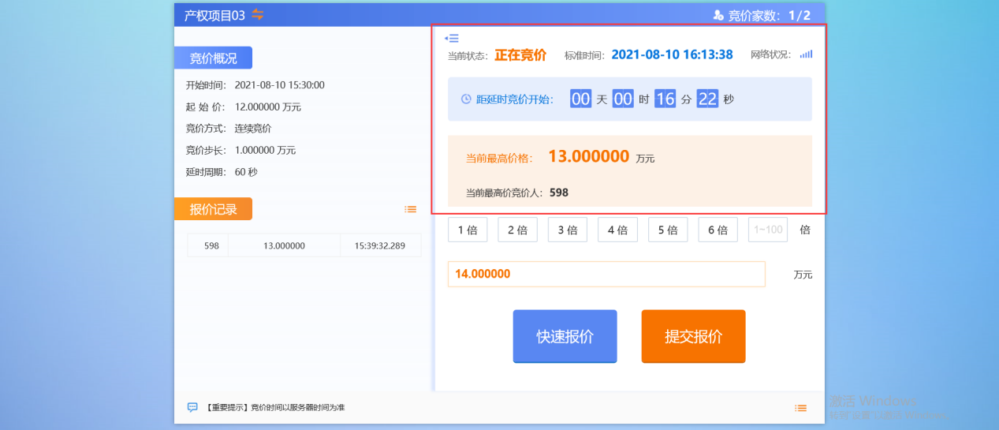 产权项目03
竞价家数：1/2
竞价概况
开始时间： 2021-08-10 15:30:00
起 始 价： 12.000000 万元
竞价方式： 连续竞价
竞价步长： 1.000000 万元
延时周期： 60 秒
报价记录
598 13.000000 15:39:32.289
当前状态： 正在竞价 标准时间： 2021-08-10 16:13:38 网络状况：
距延时竞价开始： 00 天 00 时 16 分 22 秒
当前最高价格： 13.000000 万元
当前最高价竞价人： 598
1 倍 2 倍 3 倍 4 倍 5 倍 6 倍 1~100 倍
14.000000 万元
快速报价 提交报价
【重要提示】竞价时间以服务器时间为准
激活 Windows
转到"设置"以激活 Windows。